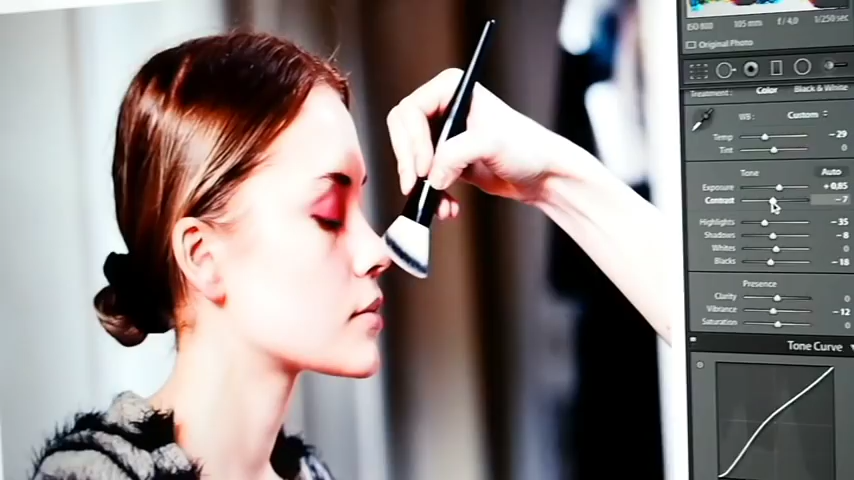 ISO 800 105 mm f / 4,0 1/250 sec
Original Photo
Treatment: Color Black & White
WB: Custom
Temp -29
Tint 0
Tone Auto
Exposure +0,85
Contrast -7
Highlights -35
Shadows -8
Whites 0
Blacks -18
Presence
Clarity 0
Vibrance -12
Saturation 0
Tone Curve